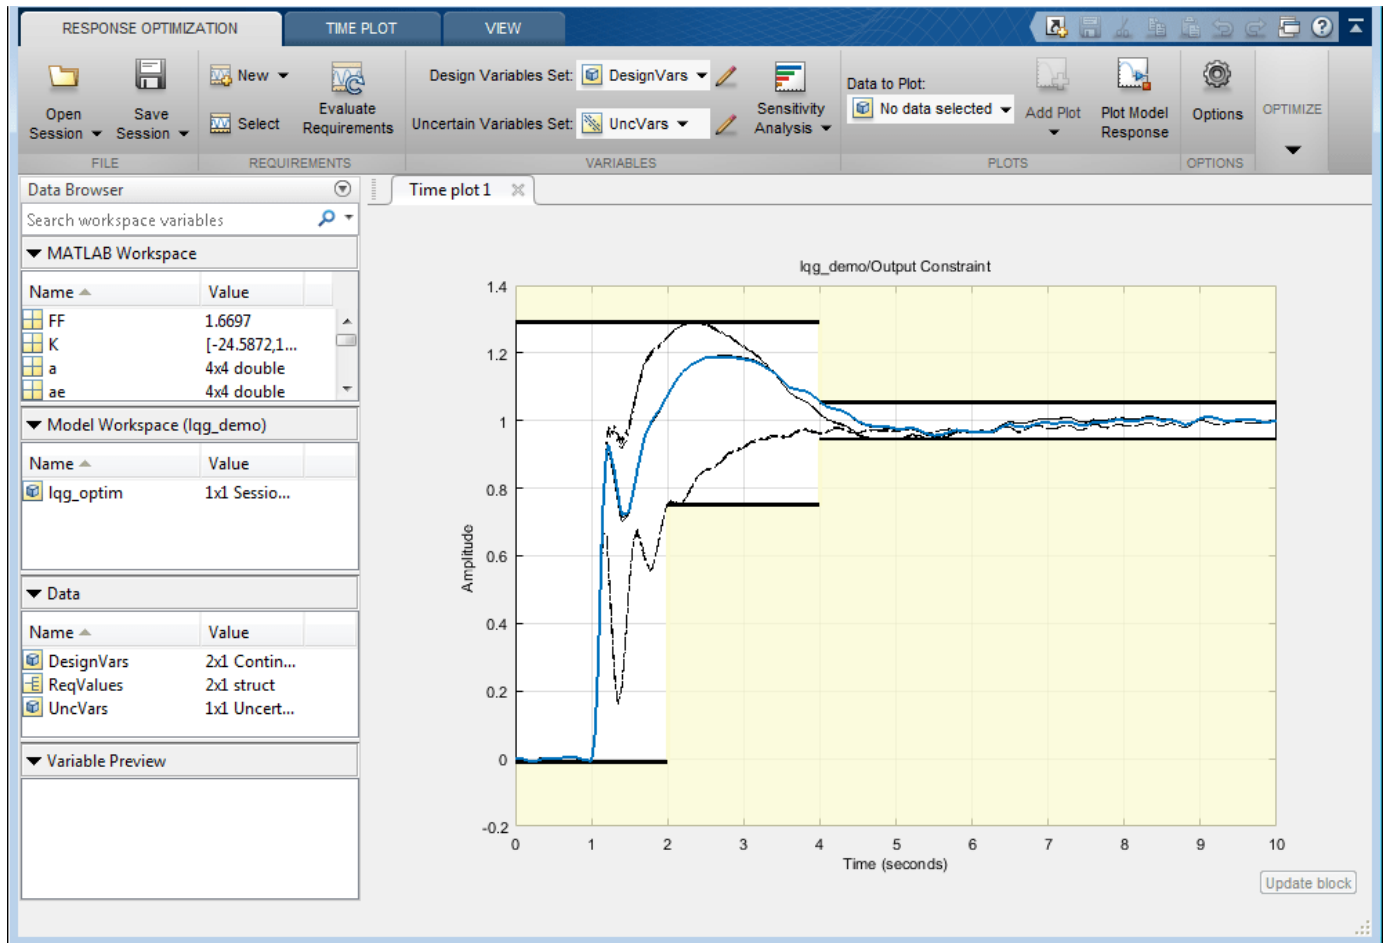 RESPONSE OPTIMIZATION
TIME PLOT
VIEW
Open Session
Save Session
FILE
New
Select
Evaluate Requirements
REQUIREMENTS
Design Variables Set:
DesignVars
Uncertain Variables Set:
UncVars
Sensitivity Analysis
VARIABLES
Data to Plot:
No data selected
Add Plot
Plot Model Response
PLOTS
Options
OPTIONS
OPTIMIZE
Data Browser
Search workspace variables
MATLAB Workspace
Name Value
FF 1.6697
K [-24.5872,1...
a 4x4 double
ae 4x4 double
Model Workspace (lqg_demo)
Name Value
lqg_optim 1x1 Sessio...
Data
Name Value
DesignVars 2x1 Contin...
ReqValues 2x1 struct
UncVars 1x1 Uncert...
Variable Preview
Time plot 1
lqg_demo/Output Constraint
1.4
1.2
1
0.8
0.6
0.4
0.2
0
-0.2
Amplitude
0 1 2 3 4 5 6 7 8 9 10
Time (seconds)
Update block